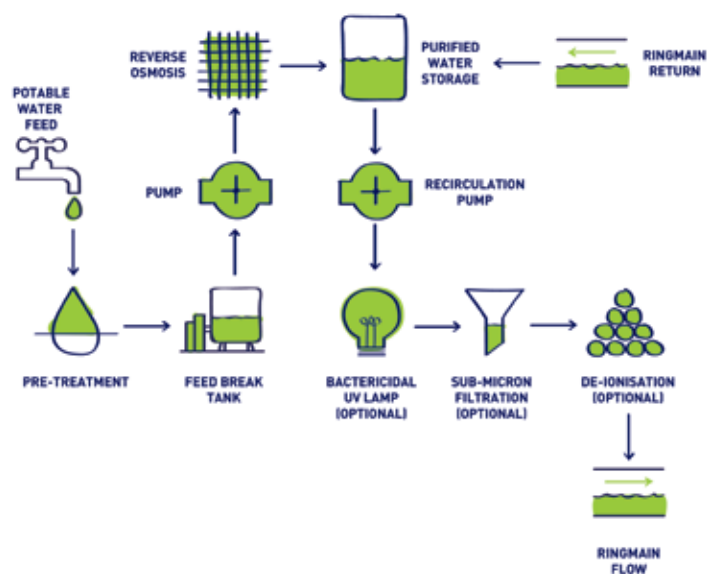 POTABLE
WATER
FEED
PRE-TREATMENT
FEED BREAK
TANK
PUMP
REVERSE
OSMOSIS
PURIFIED
WATER
STORAGE
RINGMAIN
RETURN
RECIRCULATION
PUMP
BACTERICIDAL
UV LAMP
(OPTIONAL)
SUB-MICRON
FILTRATION
(OPTIONAL)
DE-IONISATION
(OPTIONAL)
RINGMAIN
FLOW